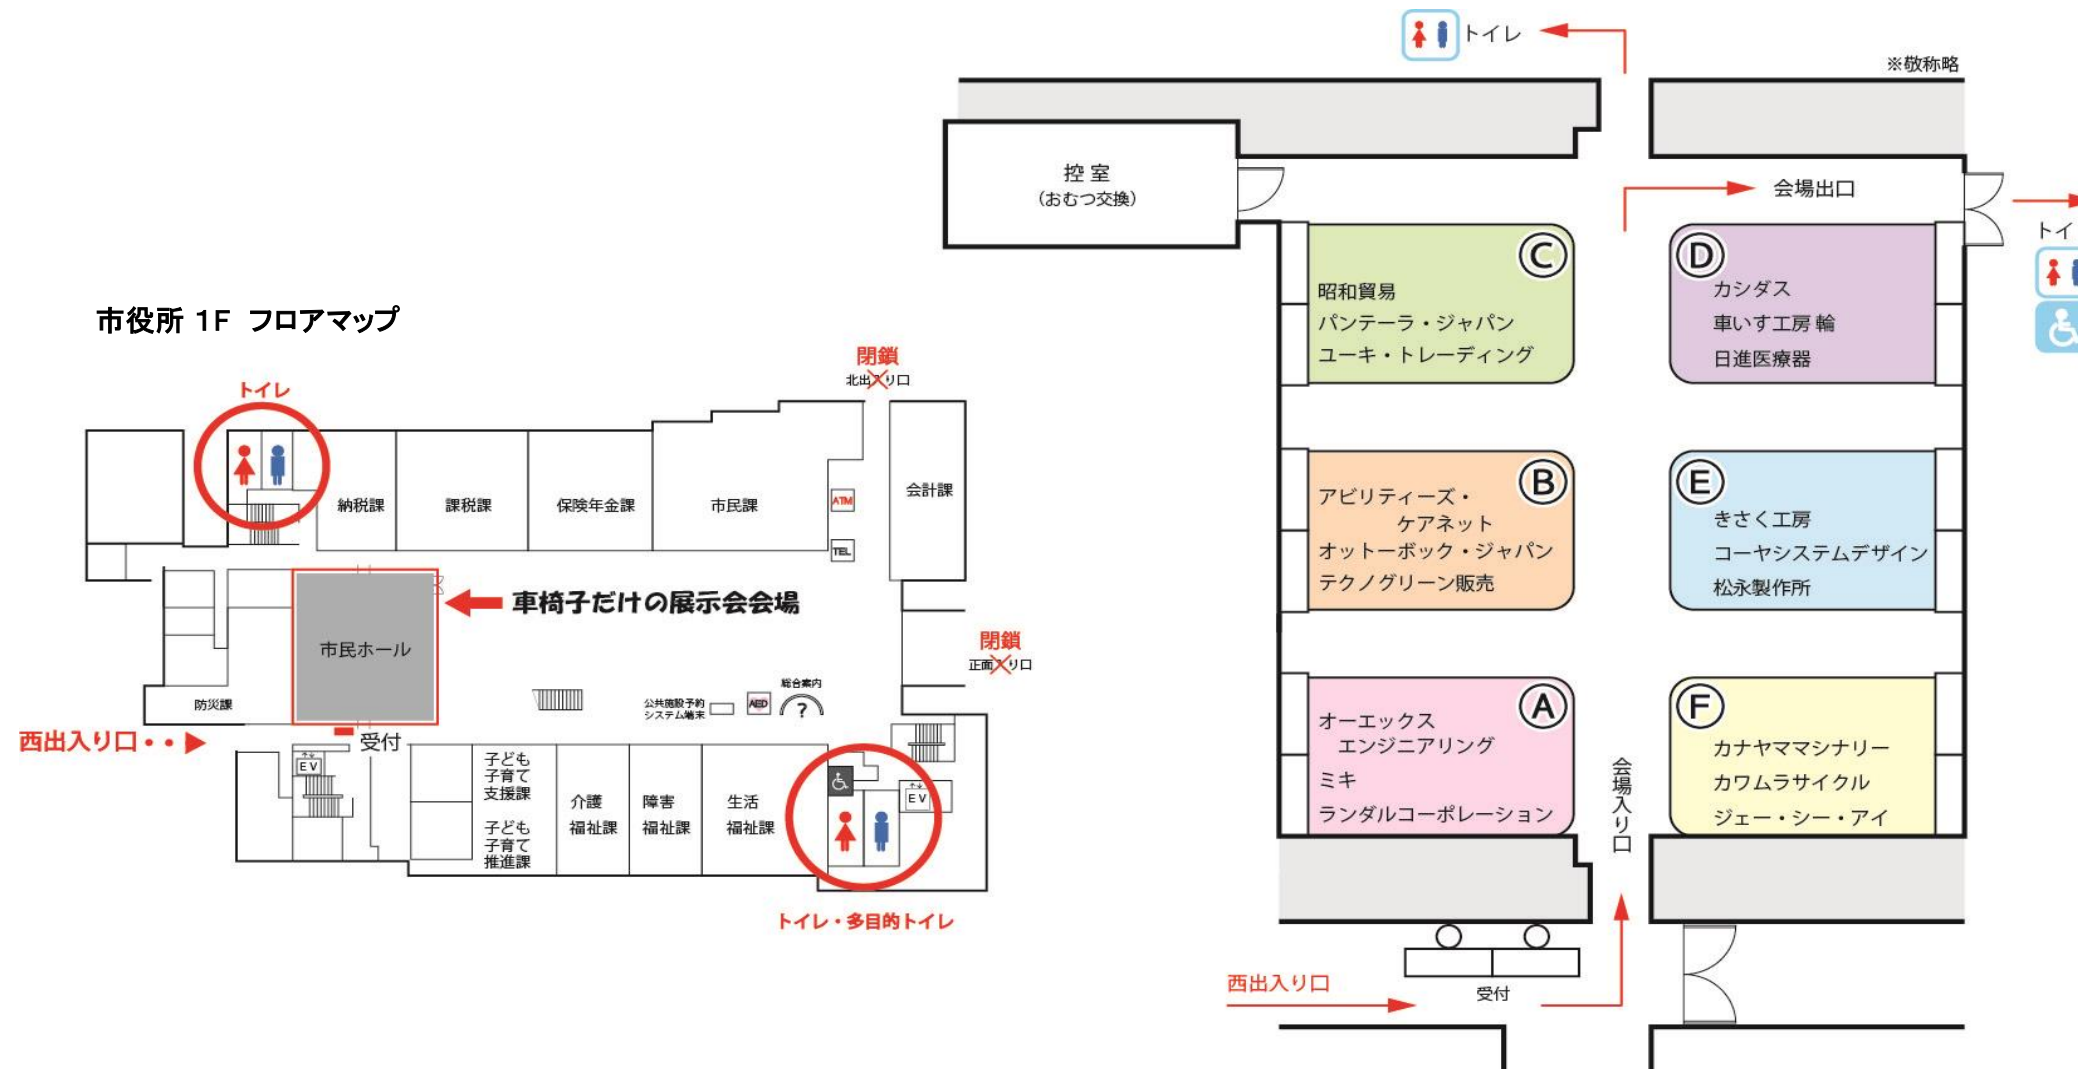 市役所 1F フロアマップ
トイレ
閉鎖
北出入り口
納税課
課税課
保険年金課
市民課
ATM
TEL
会計課
車椅子だけの展示会会場
市民ホール
閉鎖
正面入り口
防災課
公共施設予約
システム端末
AED
総合案内
?
西出入り口・・▶
受付
EV
子ども
子育て
支援課
子ども
子育て
推進課
介護
福祉課
障害
福祉課
生活
福祉課
EV
トイレ・多目的トイレ
トイレ
※敬称略
控室
(おむつ交換)
会場出口
トイ
C
昭和貿易
パンテーラ・ジャパン
ユーキ・トレーディング
D
カシダス
車いす工房 輪
日進医療器
B
アビリティーズ・
ケアネット
オットーボック・ジャパン
テクノグリーン販売
E
きさく工房
コーヤシステムデザイン
松永製作所
A
オーエックス
エンジニアリング
ミキ
ランダルコーポレーション
F
カナヤママシナリー
カワムラサイクル
ジェー・シー・アイ
会場入り口
西出入り口
受付